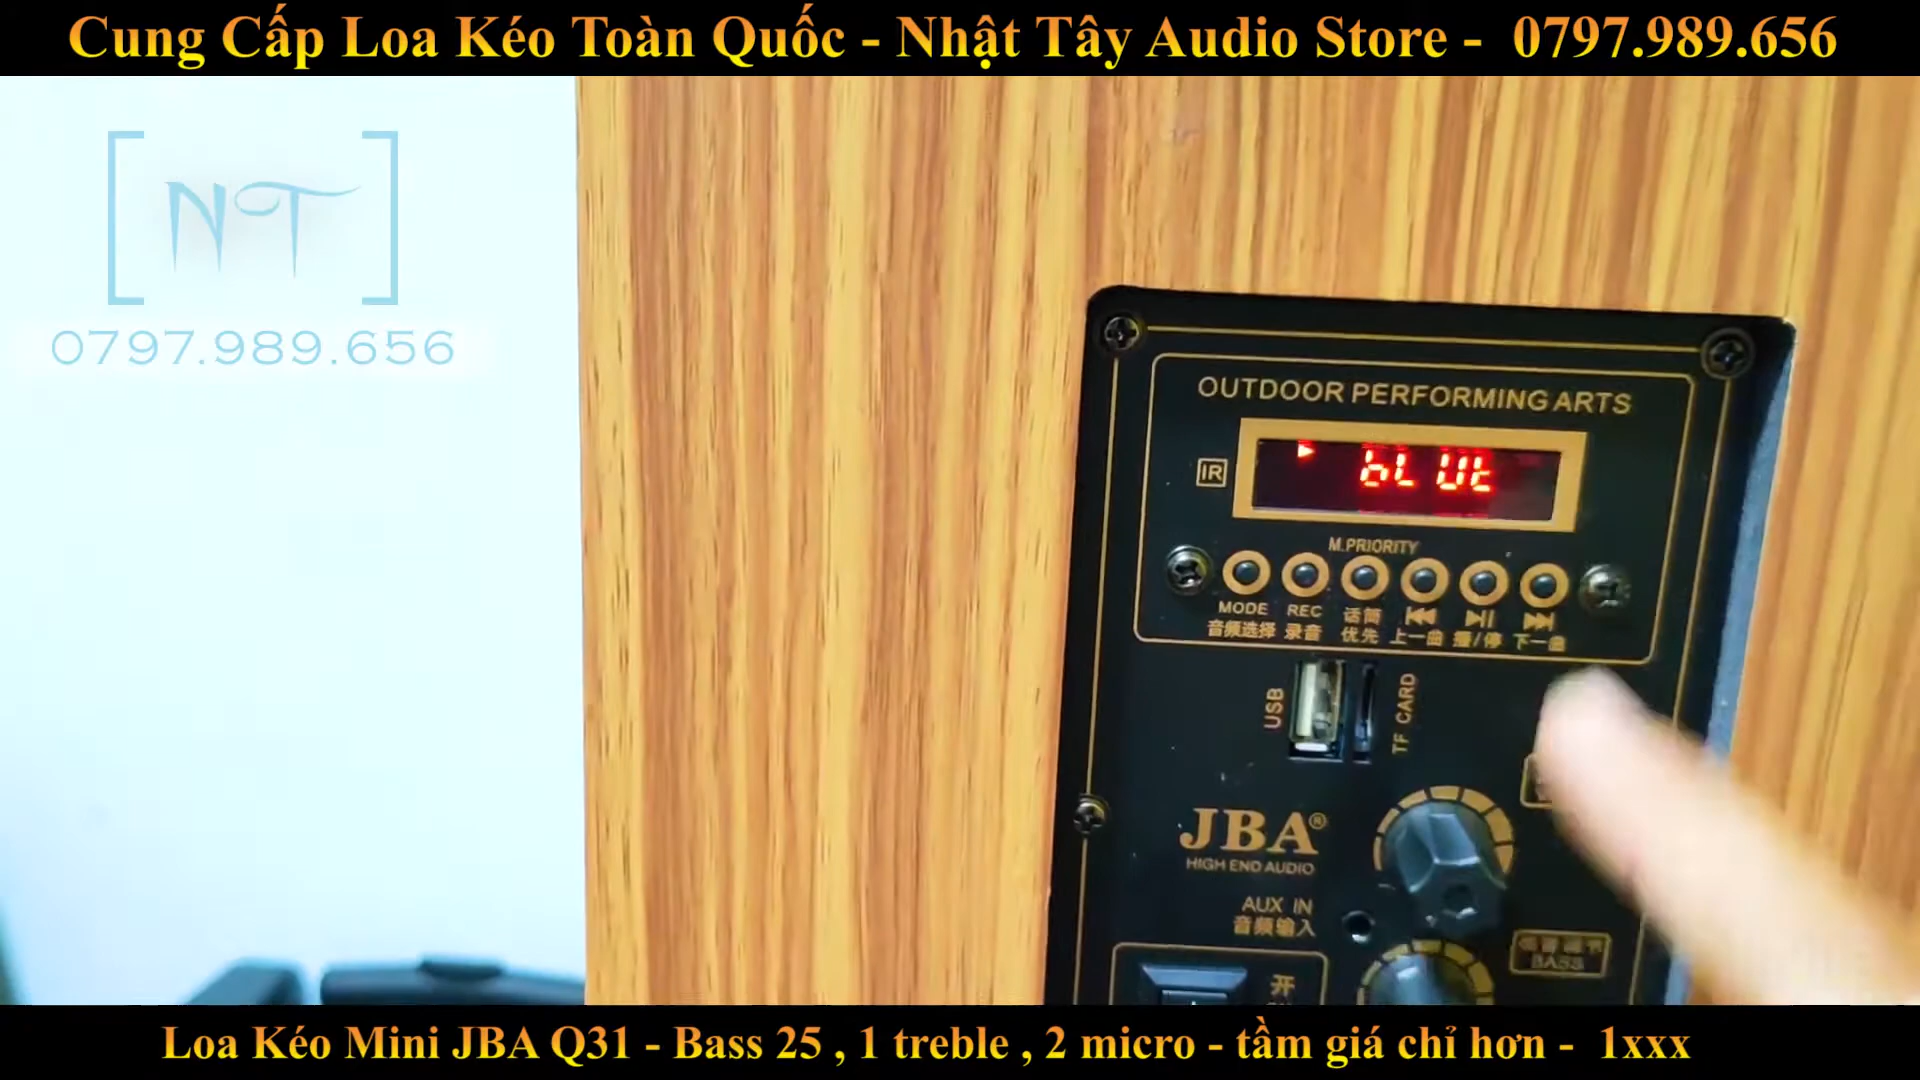 Cung Cấp Loa Kéo Toàn Quốc - Nhật Tây Audio Store - 0797.989.656
NT
0797.989.656
OUTDOOR PERFORMING ARTS
IR
bLUt
M.PRIORITY
MODE REC 话筒
音频选择 录音 优先 上一曲 播/停 下一曲
USB
TF CARD
JBA®
HIGH END AUDIO
AUX IN
音频输入
BASS
开
Loa Kéo Mini JBA Q31 - Bass 25 , 1 treble , 2 micro - tầm giá chỉ hơn - 1xxx